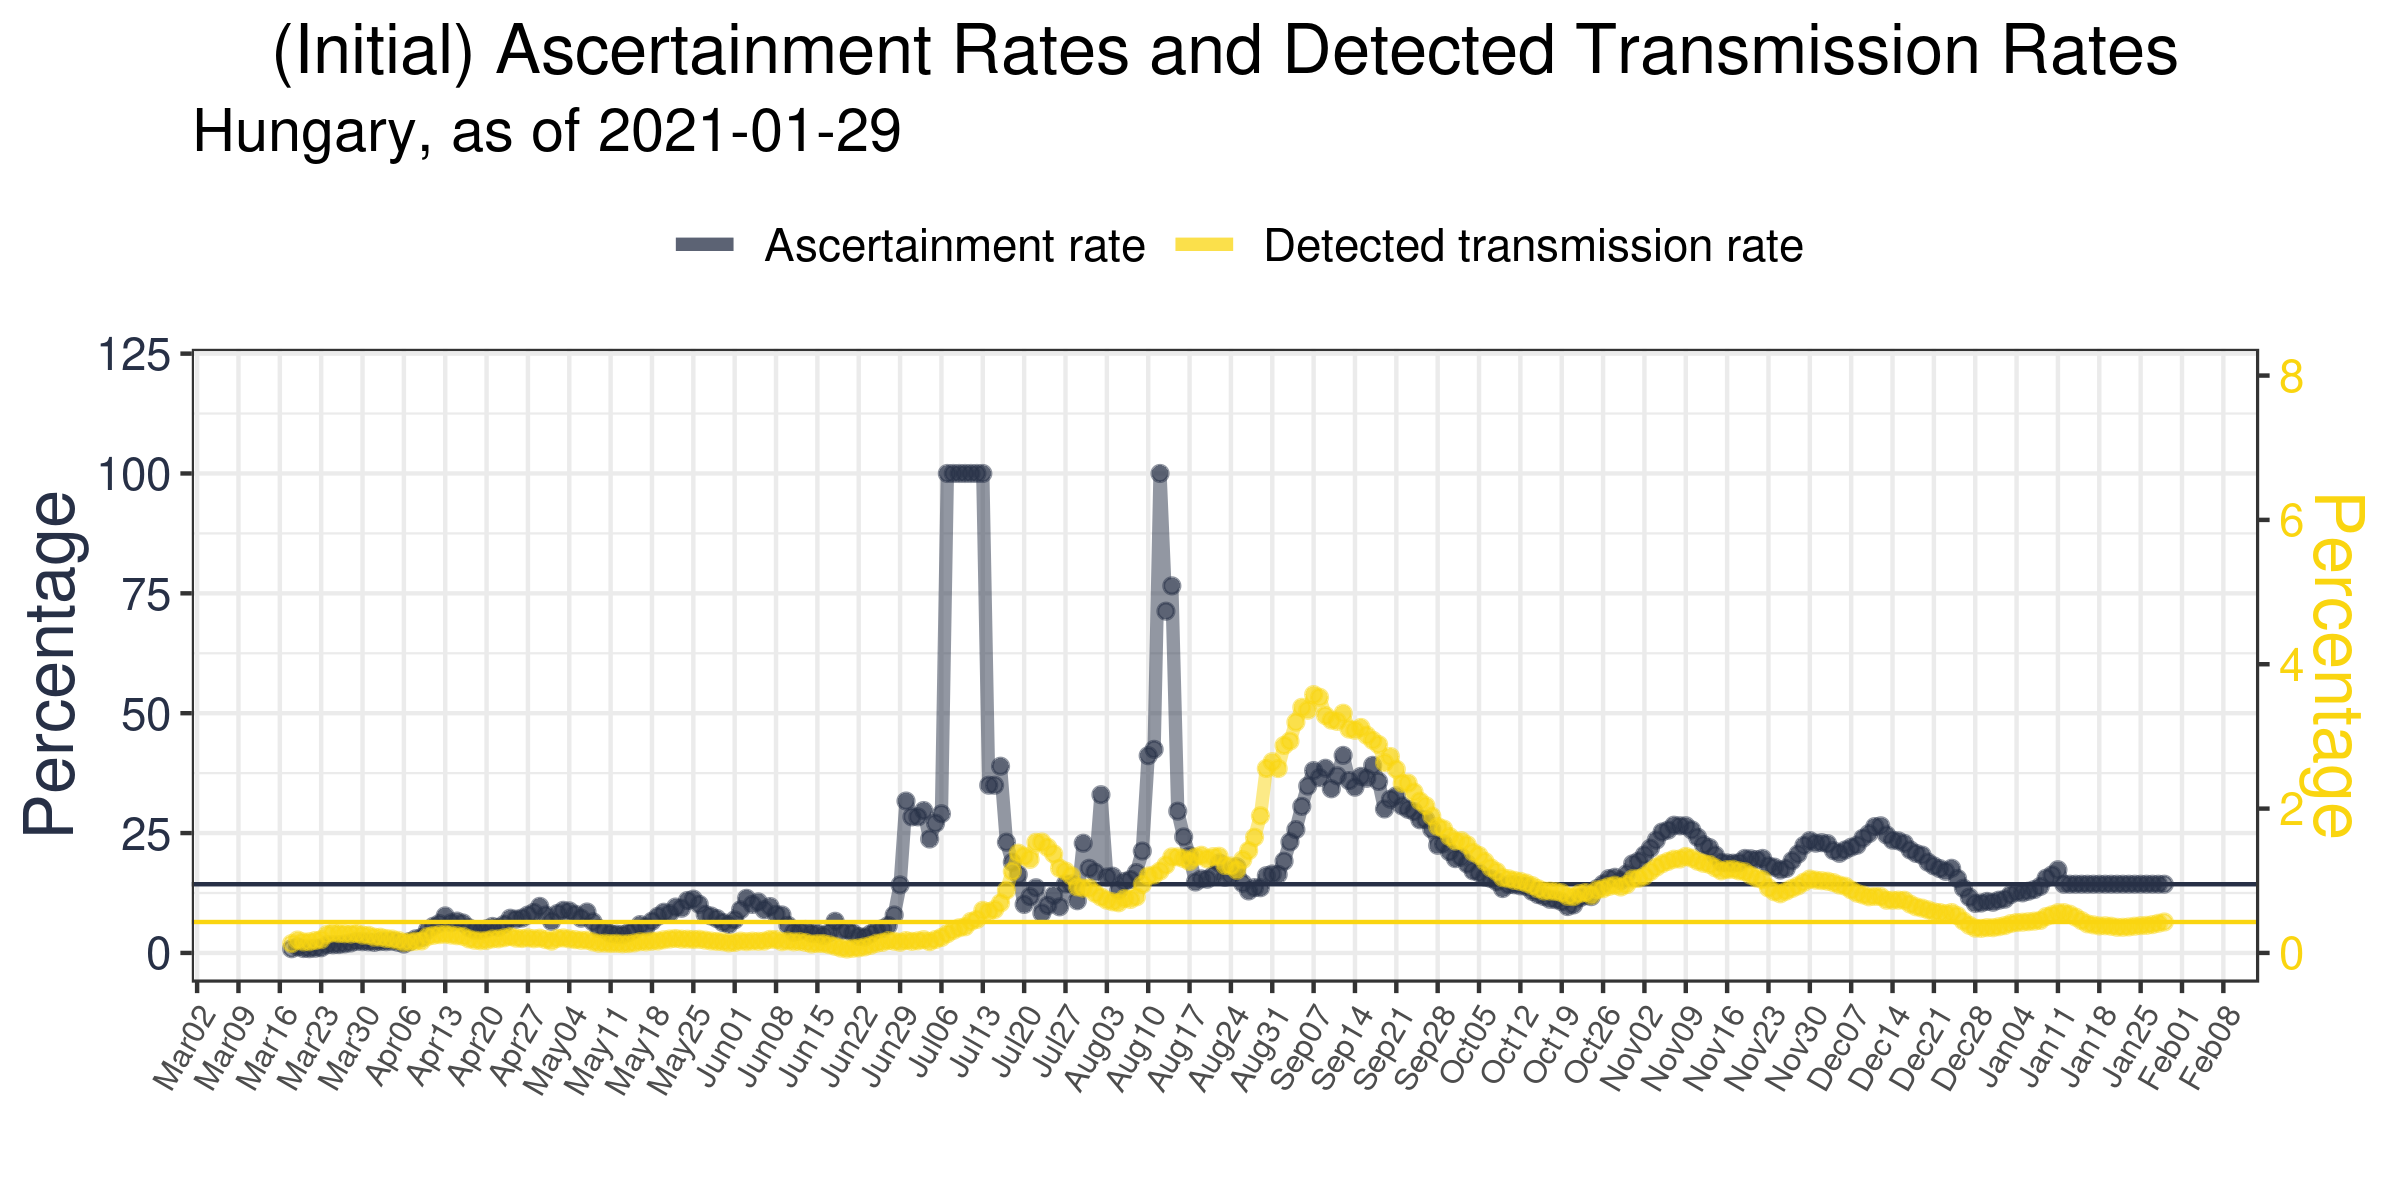 (Initial) Ascertainment Rates and Detected Transmission Rates
Hungary, as of 2021-01-29
Ascertainment rate
Detected transmission rate
Percentage
125
100
75
50
25
0
8
6
4
2
0
Percentage
Mar02
Mar09
Mar16
Mar23
Mar30
Apr06
Apr13
Apr20
Apr27
May04
May11
May18
May25
Jun01
Jun08
Jun15
Jun22
Jun29
Jul06
Jul13
Jul20
Jul27
Aug03
Aug10
Aug17
Aug24
Aug31
Sep07
Sep14
Sep21
Sep28
Oct05
Oct12
Oct19
Oct26
Nov02
Nov09
Nov16
Nov23
Nov30
Dec07
Dec14
Dec21
Dec28
Jan04
Jan11
Jan18
Jan25
Feb01
Feb08